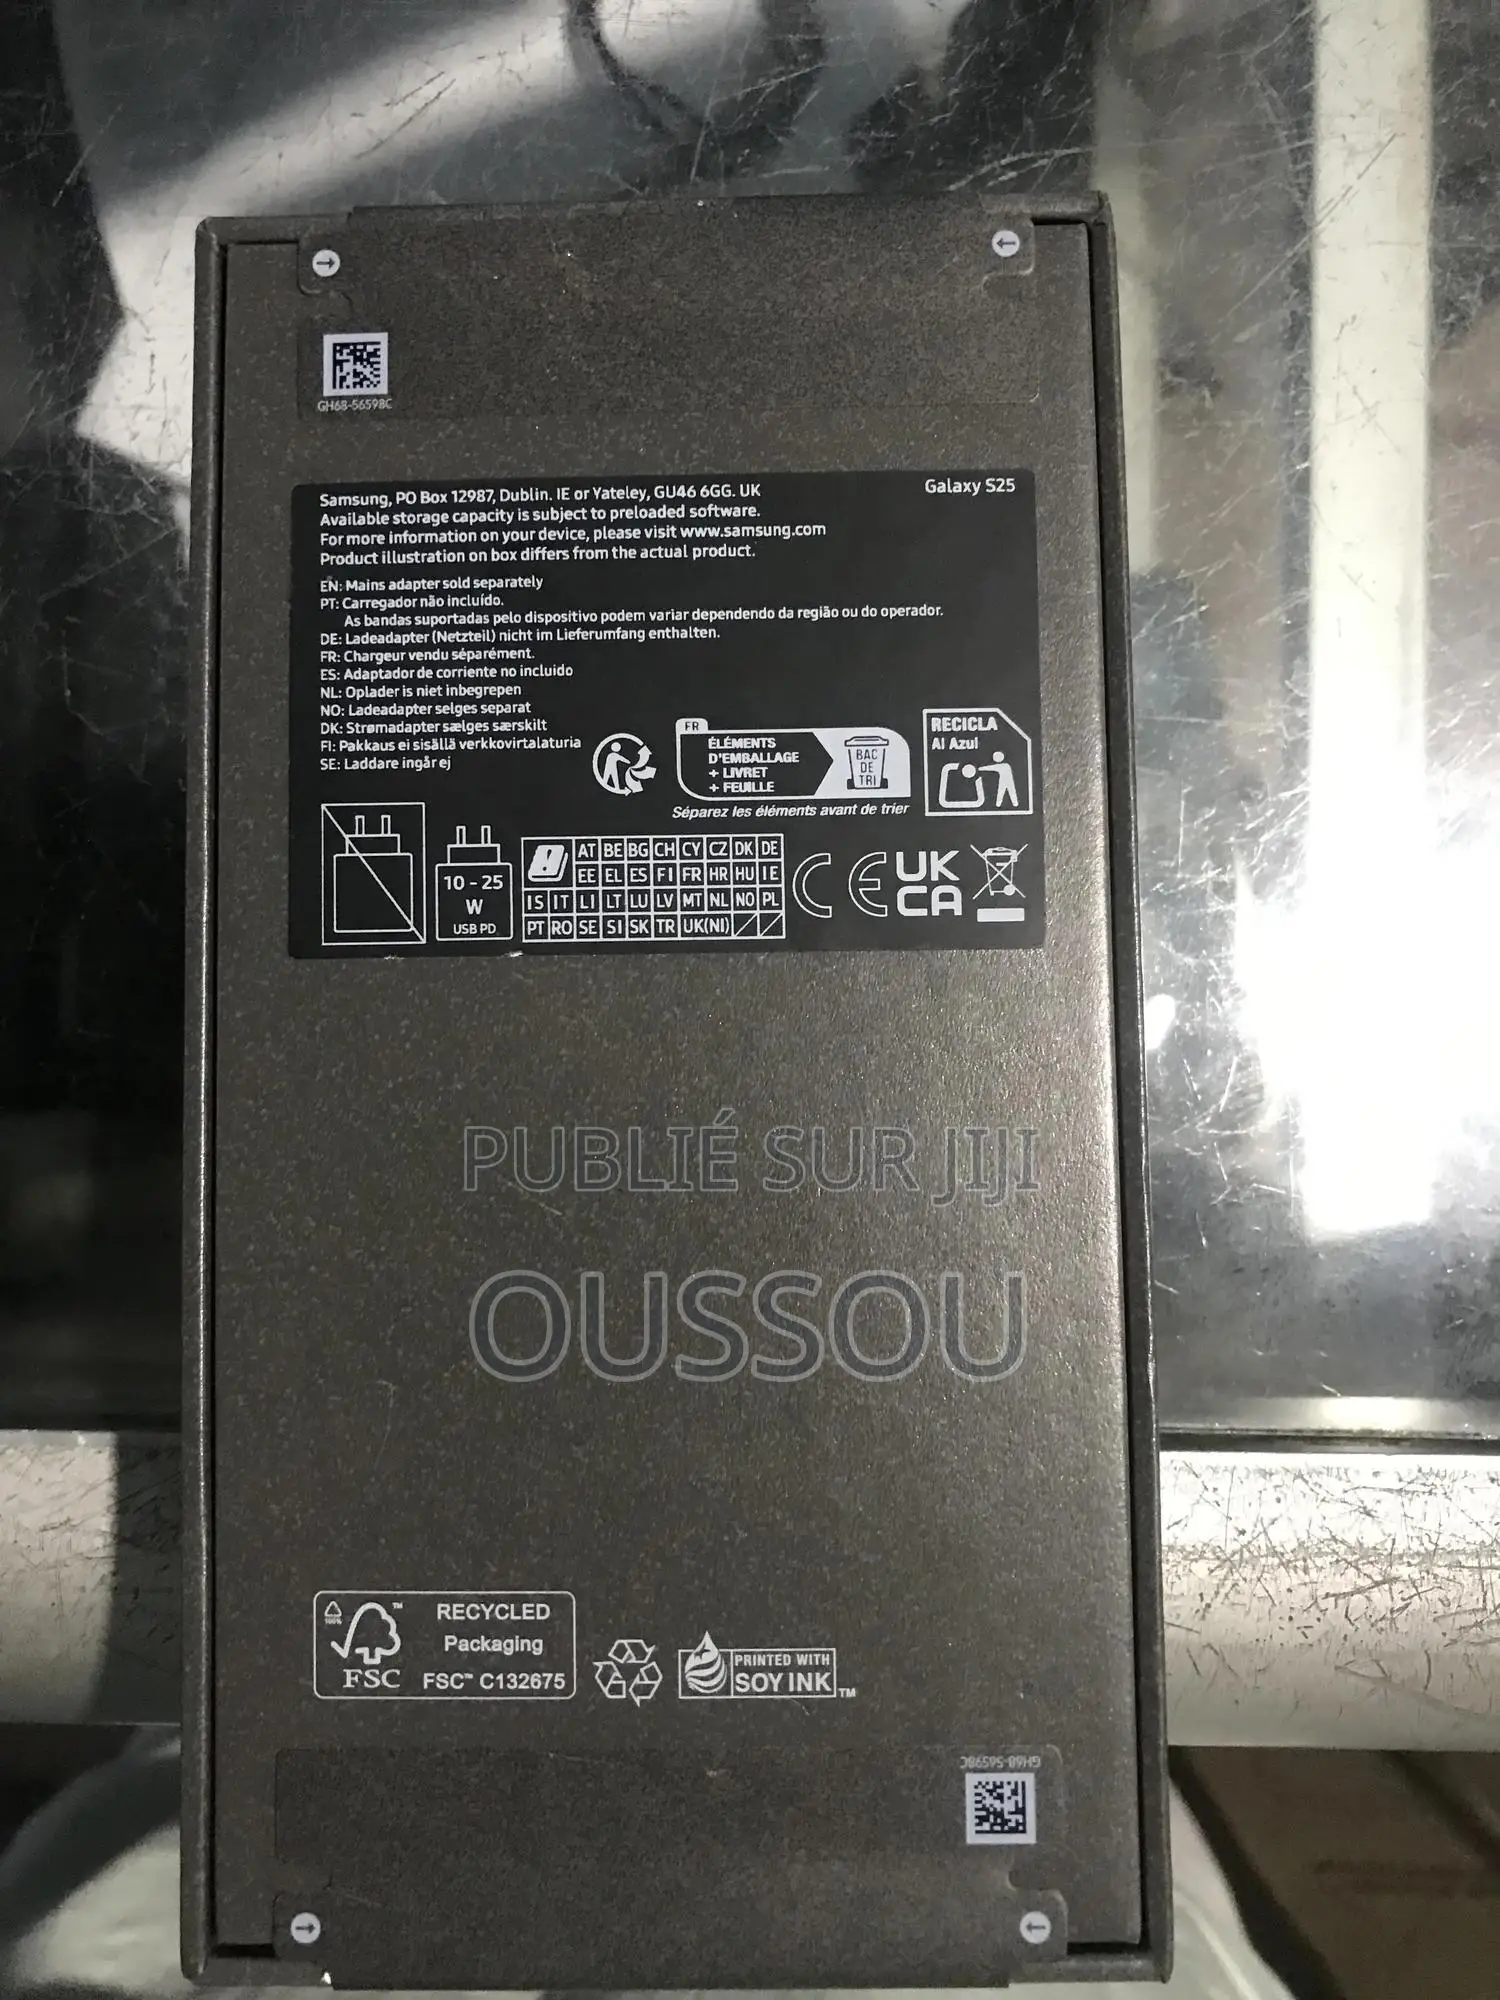 GH68-56598C
Samsung, PO Box 12987, Dublin. IE or Yateley, GU46 6GG. UK
Galaxy S25
Available storage capacity is subject to preloaded software.
For more information on your device, please visit www.samsung.com
Product illustration on box differs from the actual product.
EN: Mains adapter sold separately
PT: Carregador não incluído.
As bandas suportadas pelo dispositivo podem variar dependendo da região ou do operador.
DE: Ladeadapter (Netzteil) nicht im Lieferumfang enthalten.
FR: Chargeur vendu séparément.
ES: Adaptador de corriente no incluido
NL: Oplader is niet inbegrepen
NO: Ladeadapter selges separat
DK: Strømadapter sælges særskilt
FI: Pakkaus ei sisällä verkkovirtalaturia
SE: Laddare ingår ej
FR
ÉLÉMENTS
D'EMBALLAGE
+ LIVRET
+ FEUILLE
BAC
DE
TRI
Séparez les éléments avant de trier
RECICLA
Al Azul
10 - 25
W
USB PD
AT BE BG CH CY CZ DK DE
EE EL ES FI FR HR HU IE
IS IT LI LT LU LV MT NL NO PL
PT RO SE SI SK TR UK(NI)
CE
UK
CA
PUBLIÉ SUR JIJI
OUSSOU
100%
FSC
RECYCLED
Packaging
FSC™ C132675
PRINTED WITH
SOY INK™
GH68-56598C